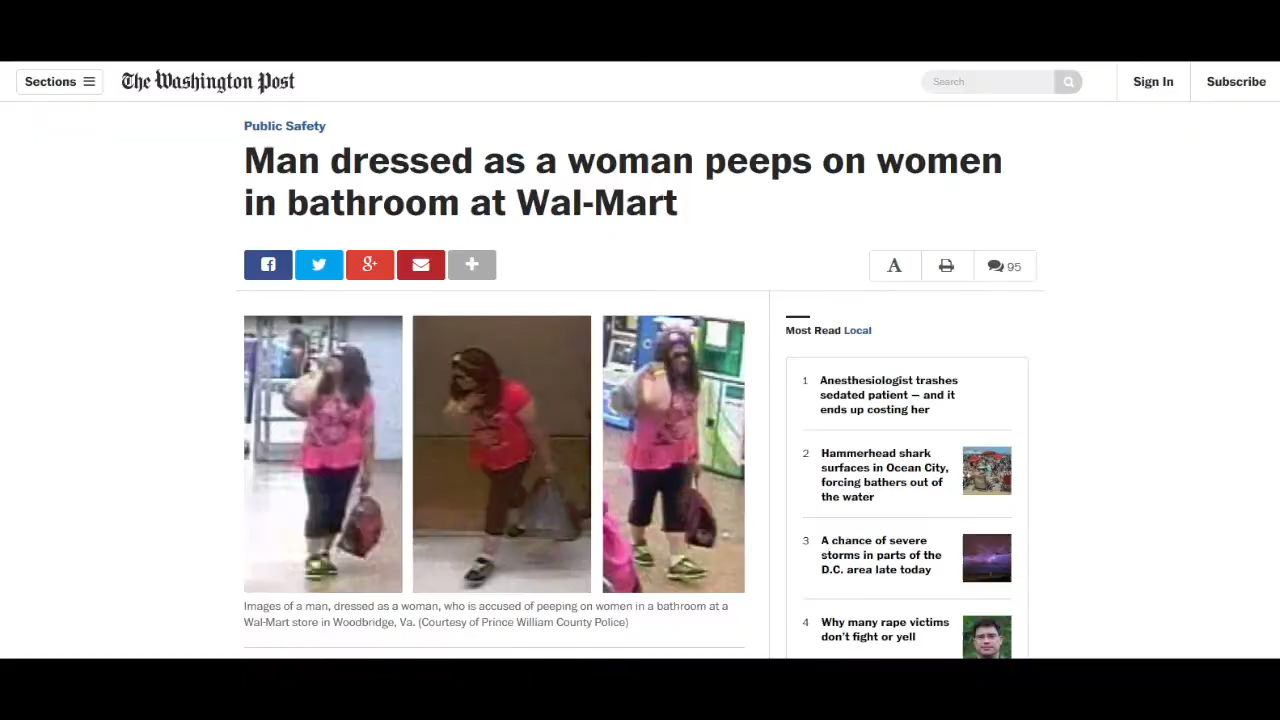 Sections
The Washington Post
Search
Sign In
Subscribe
Public Safety
Man dressed as a woman peeps on women
in bathroom at Wal-Mart
A
95
Images of a man, dressed as a woman, who is accused of peeping on women in a bathroom at a
Wal-Mart store in Woodbridge, Va. (Courtesy of Prince William County Police)
Most Read Local
1 Anesthesiologist trashes
sedated patient — and it
ends up costing her
2 Hammerhead shark
surfaces in Ocean City,
forcing bathers out of
the water
3 A chance of severe
storms in parts of the
D.C. area late today
4 Why many rape victims
don't fight or yell